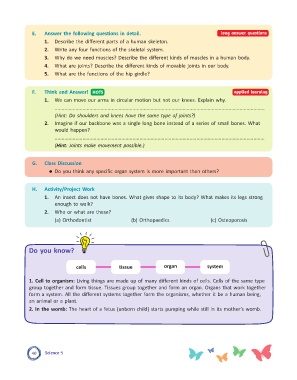 E. Answer the following questions in detail. long answer questions
1. Describe the different parts of a human skeleton.
2. Write any four functions of the skeletal system.
3. Why do we need muscles? Describe the different kinds of muscles in a human body.
4. What are joints? Describe the different kinds of movable joints in our body.
5. What are the functions of the hip girdle?
F. Think and Answer! HOTS applied learning
1. We can move our arms in circular motion but not our knees. Explain why.
(Hint: Do shoulders and knees have the same type of joints?)
2. Imagine if our backbone was a single long bone instead of a series of small bones. What
would happen?
(Hint: Joints make movement possible.)
G. Class Discussion
● Do you think any specific organ system is more important than others?
H. Activity/Project Work
1. An insect does not have bones. What gives shape to its body? What makes its legs strong
enough to walk?
2. Who or what are these?
(a) Orthodontist (b) Orthopaedics (c) Osteoporosis
Do you know?
cells tissue organ system
1. Cell to organism: Living things are made up of many different kinds of cells. Cells of the same type
group together and form tissue. Tissues group together and form an organ. Organs that work together
form a system. All the different systems together form the organisms, whether it be a human being,
an animal or a plant.
2. In the womb: The heart of a foetus (unborn child) starts pumping while still in its mother's womb.
Science 5